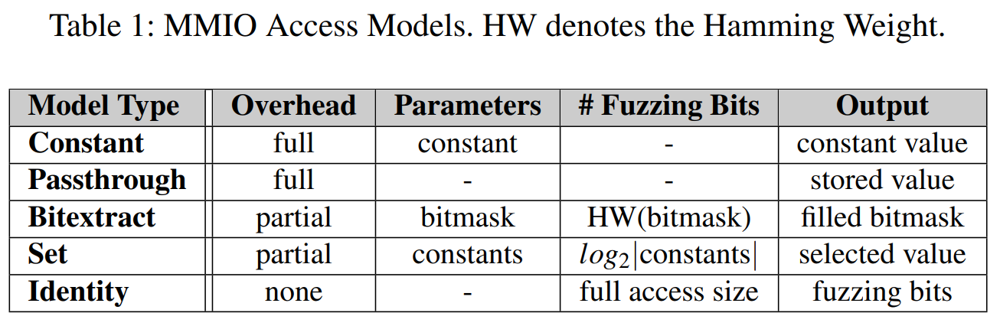 Table 1: MMIO Access Models. HW denotes the Hamming Weight.
Model Type Overhead Parameters # Fuzzing Bits Output
Constant full constant - constant value
Passthrough full - - stored value
Bitextract partial bitmask HW(bitmask) filled bitmask
Set partial constants log₂|constants| selected value
Identity none - full access size fuzzing bits